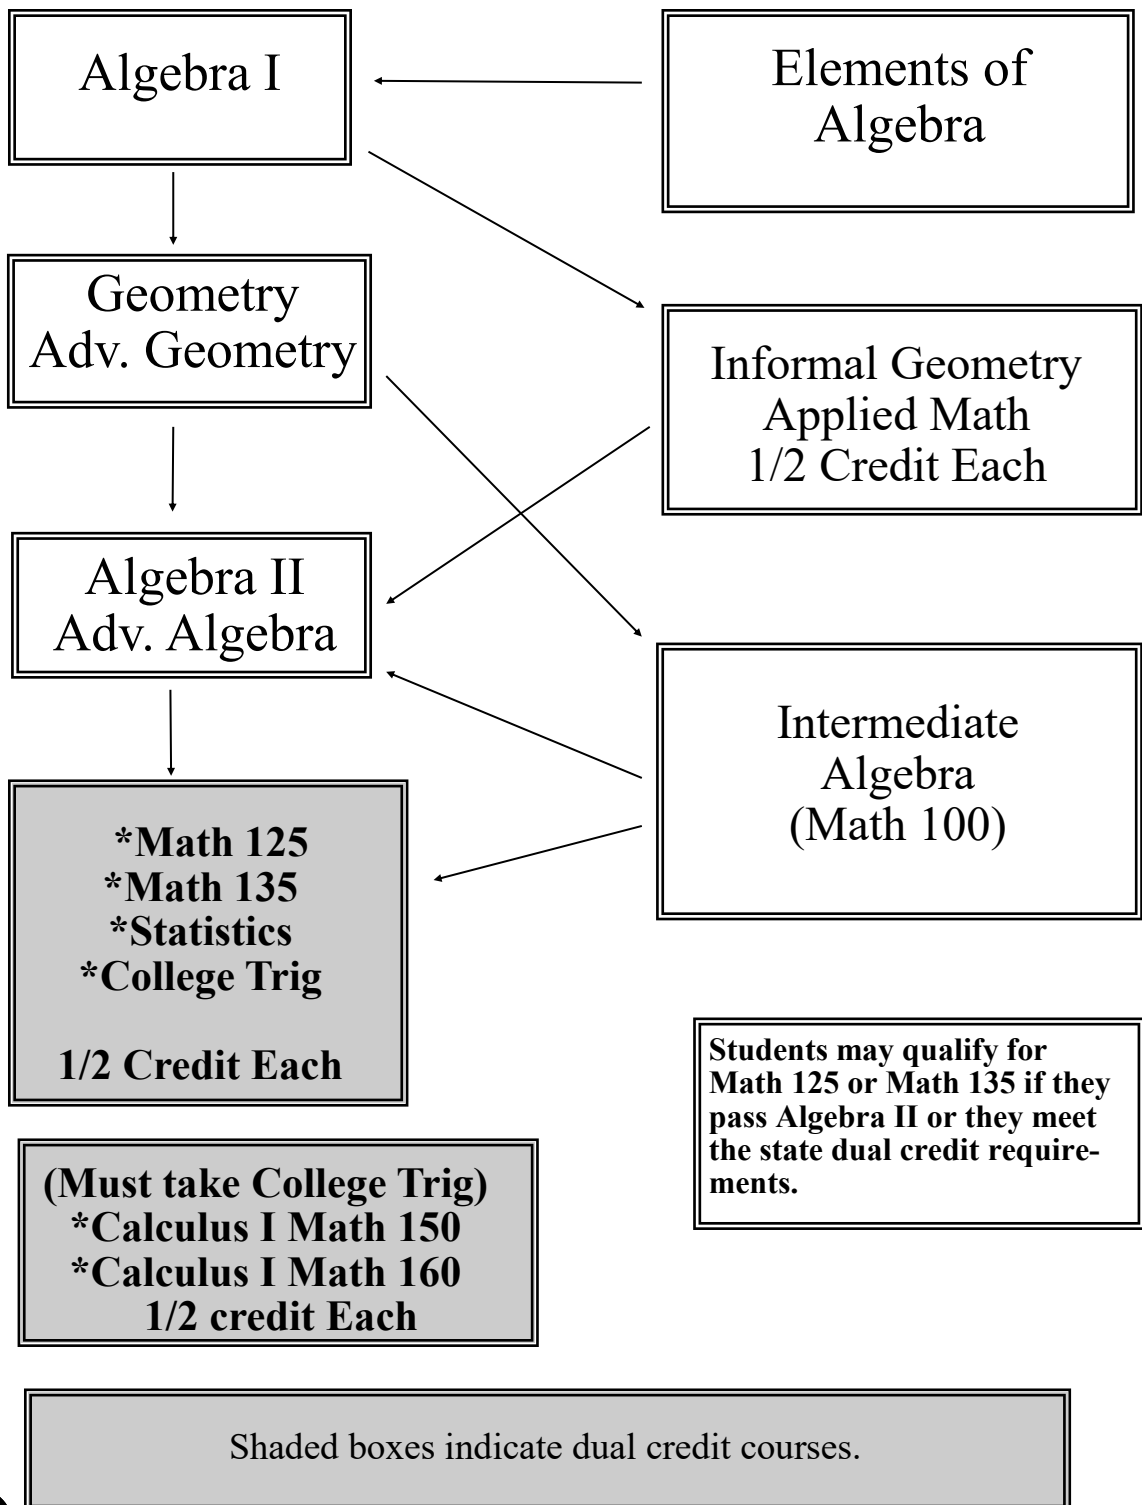 Algebra I
Elements of
Algebra
Geometry
Adv. Geometry
Informal Geometry
Applied Math
1/2 Credit Each
Algebra II
Adv. Algebra
Intermediate
Algebra
(Math 100)
*Math 125
*Math 135
*Statistics
*College Trig
1/2 Credit Each
Students may qualify for
Math 125 or Math 135 if they
pass Algebra II or they meet
the state dual credit require-
ments.
(Must take College Trig)
*Calculus I Math 150
*Calculus I Math 160
1/2 credit Each
Shaded boxes indicate dual credit courses.